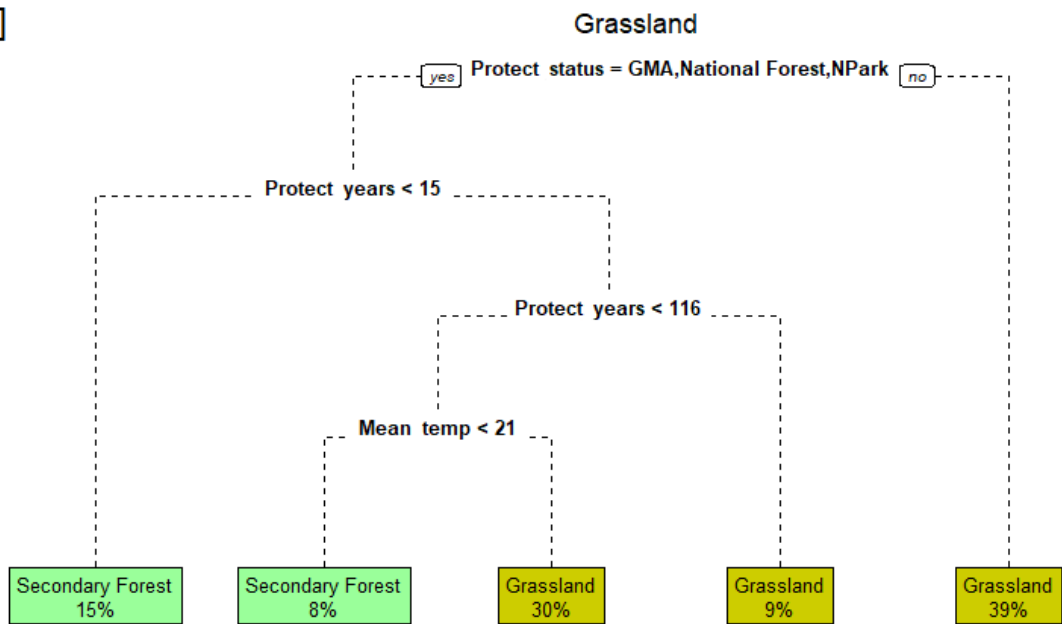 ]
Grassland
yes Protect status = GMA,National Forest,NPark no
Protect years < 15
Protect years < 116
Mean temp < 21
Secondary Forest
15%
Secondary Forest
8%
Grassland
30%
Grassland
9%
Grassland
39%